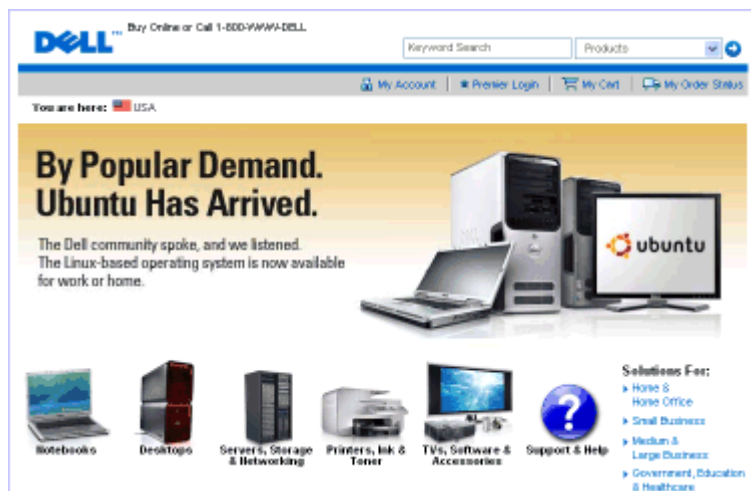 DELL™
Buy Online or Call 1-800-WWW-DELL
Keyword Search
Products
My Account
Premier Login
My Cart
My Order Status
You are here: USA
By Popular Demand.
Ubuntu Has Arrived.
The Dell community spoke, and we listened.
The Linux-based operating system is now available
for work or home.
ubuntu
Notebooks
Desktops
Servers, Storage
& Networking
Printers, Ink &
Toner
TVs, Software &
Accessories
?
Support & Help
Solutions For:
Home &
Home Office
Small Business
Medium &
Large Business
Government, Education
& Healthcare